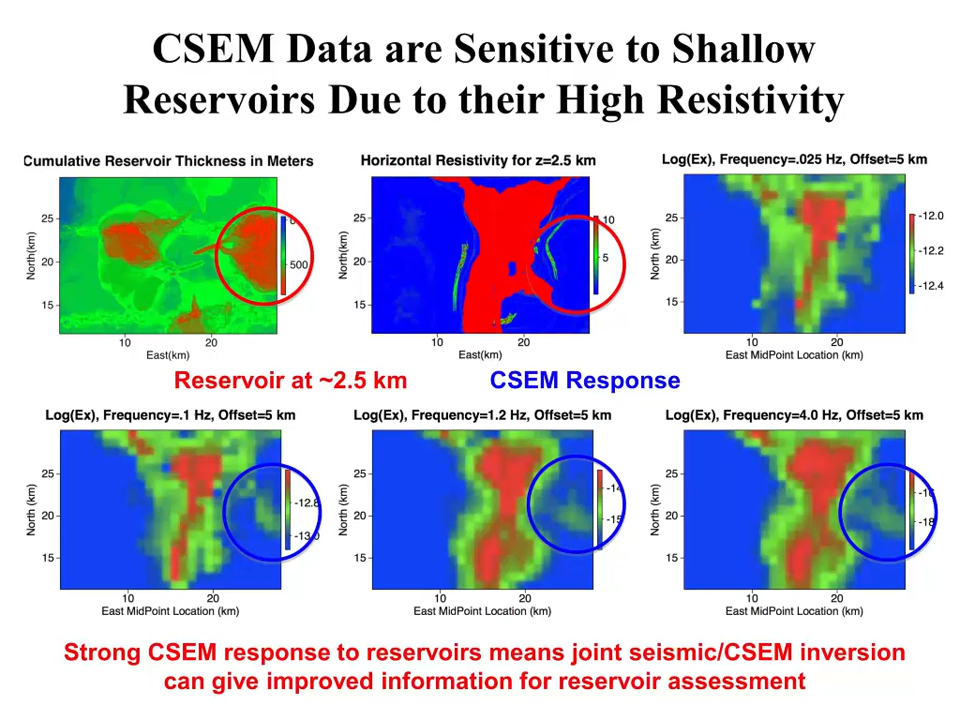 CSEM Data are Sensitive to Shallow
Reservoirs Due to their High Resistivity
Cumulative Reservoir Thickness in Meters
25
20
15
North(km)
10
20
East(km)
500
Horizontal Resistivity for z=2.5 km
25
20
15
North(km)
10
20
East(km)
10
5
Log(Ex), Frequency=.025 Hz, Offset=5 km
25
20
15
North (km)
10
20
East MidPoint Location (km)
-12.0
-12.2
-12.4
Reservoir at ~2.5 km
CSEM Response
Log(Ex), Frequency=.1 Hz, Offset=5 km
25
20
15
North (km)
10
20
East MidPoint Location (km)
-12.8
-13.0
Log(Ex), Frequency=1.2 Hz, Offset=5 km
25
20
15
North (km)
10
20
East MidPoint Location (km)
-14
-15
Log(Ex), Frequency=4.0 Hz, Offset=5 km
25
20
15
North (km)
10
20
East MidPoint Location (km)
-16
-18
Strong CSEM response to reservoirs means joint seismic/CSEM inversion
can give improved information for reservoir assessment